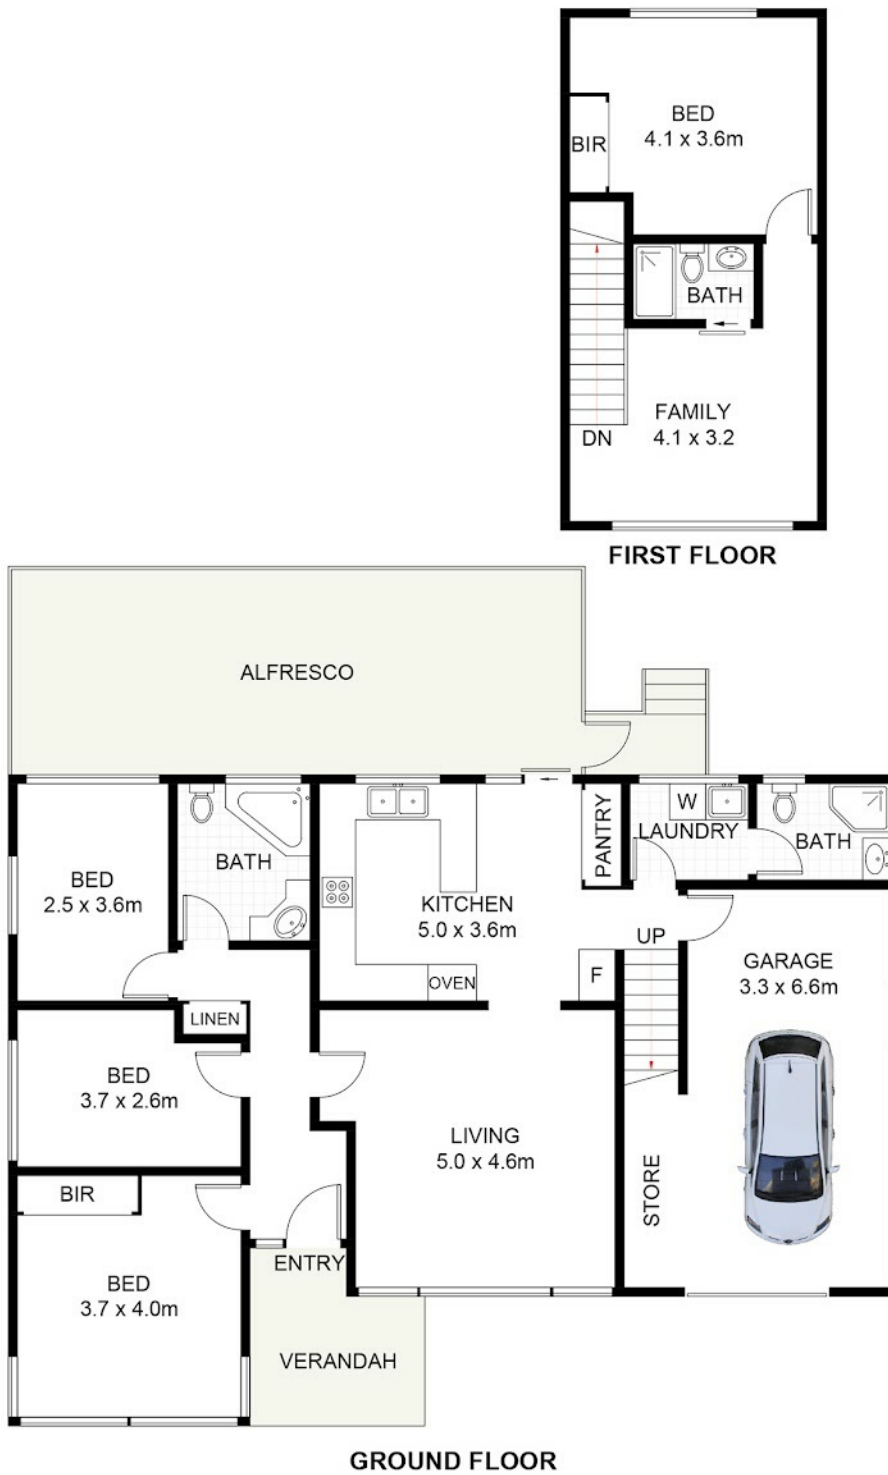 BED
4.1 x 3.6m
BIR
BATH
FAMILY
4.1 x 3.2
DN
FIRST FLOOR
ALFRESCO
W
LAUNDRY
PANTRY
BATH
BATH
BED
2.5 x 3.6m
KITCHEN
5.0 x 3.6m
UP
GARAGE
3.3 x 6.6m
OVEN
F
LINEN
BED
3.7 x 2.6m
LIVING
5.0 x 4.6m
STORE
BIR
ENTRY
BED
3.7 x 4.0m
VERANDAH
GROUND FLOOR